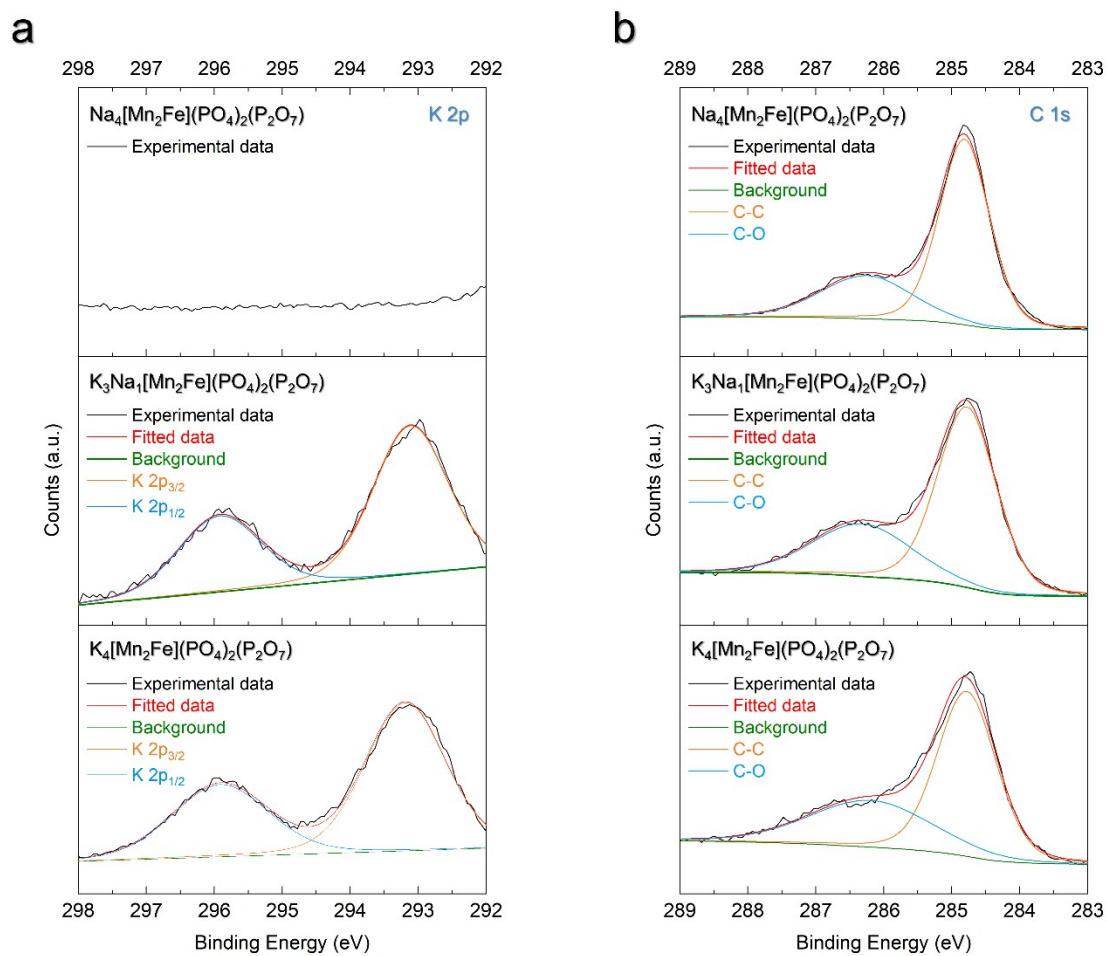 a
298 297 296 295 294 293 292
Na₄[Mn₂Fe](PO₄)₂(P₂O₇) K 2p
Experimental data
K₃Na₁[Mn₂Fe](PO₄)₂(P₂O₇)
Experimental data
Fitted data
Background
K 2p₃/₂
K 2p₁/₂
K₄[Mn₂Fe](PO₄)₂(P₂O₇)
Experimental data
Fitted data
Background
K 2p₃/₂
K 2p₁/₂
Counts (a.u.)
298 297 296 295 294 293 292
Binding Energy (eV)
b
289 288 287 286 285 284 283
Na₄[Mn₂Fe](PO₄)₂(P₂O₇) C 1s
Experimental data
Fitted data
Background
C-C
C-O
K₃Na₁[Mn₂Fe](PO₄)₂(P₂O₇)
Experimental data
Fitted data
Background
C-C
C-O
K₄[Mn₂Fe](PO₄)₂(P₂O₇)
Experimental data
Fitted data
Background
C-C
C-O
Counts (a.u.)
289 288 287 286 285 284 283
Binding Energy (eV)